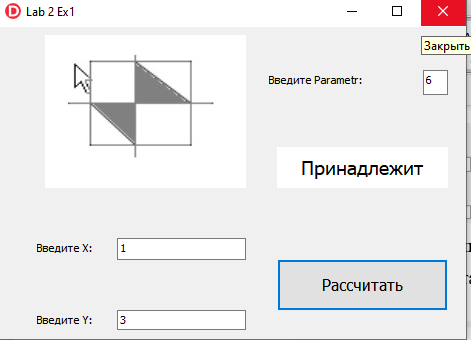 Lab 2 Ex1
Закрыть
Введите Parametr:
6
Принадлежит
Введите X:
1
Рассчитать
Введите Y:
3